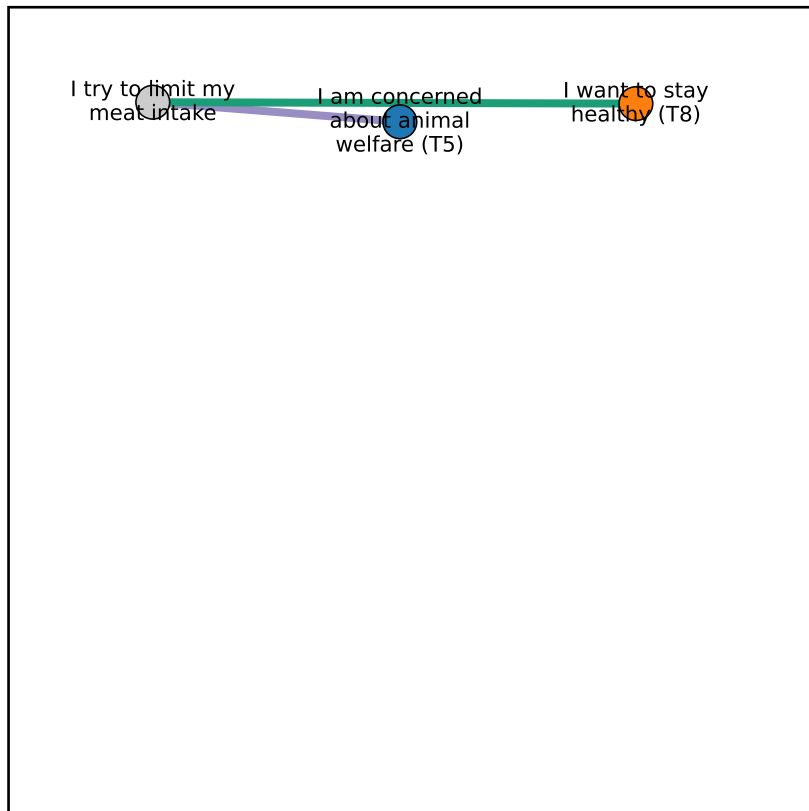 I try to limit my
meat intake
I am concerned
about animal
welfare (T5)
I want to stay
healthy (T8)